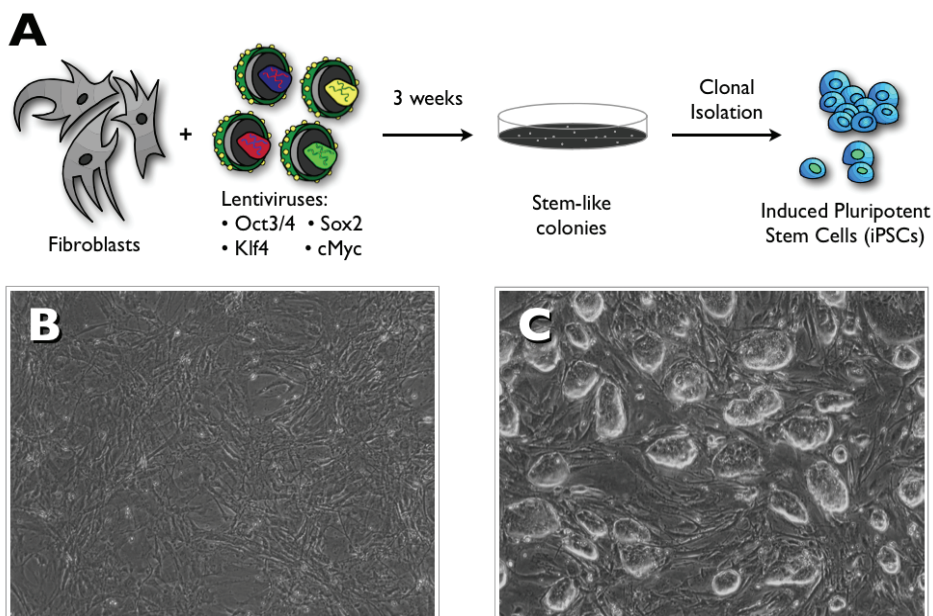 A
3 weeks
Clonal
Isolation
+
Lentiviruses:
• Oct3/4 • Sox2
• Klf4 • cMyc
Fibroblasts
Stem-like
colonies
Induced Pluripotent
Stem Cells (iPSCs)
B
C